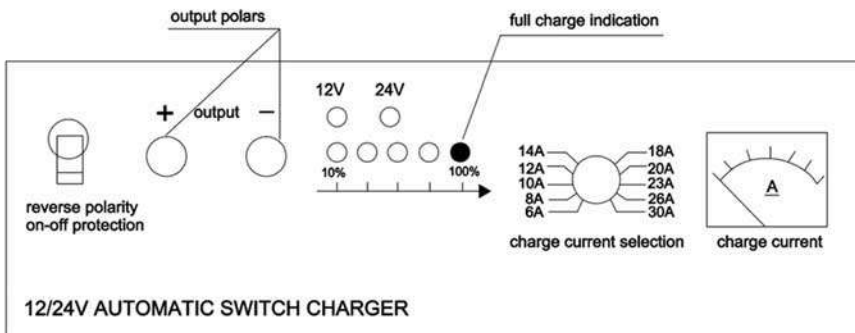 output polars
full charge indication
12V 24V
+ output −
10% 100%
14A 18A
12A 20A
10A 23A
8A 26A
6A 30A
A
reverse polarity
on-off protection
charge current selection
charge current
12/24V AUTOMATIC SWITCH CHARGER